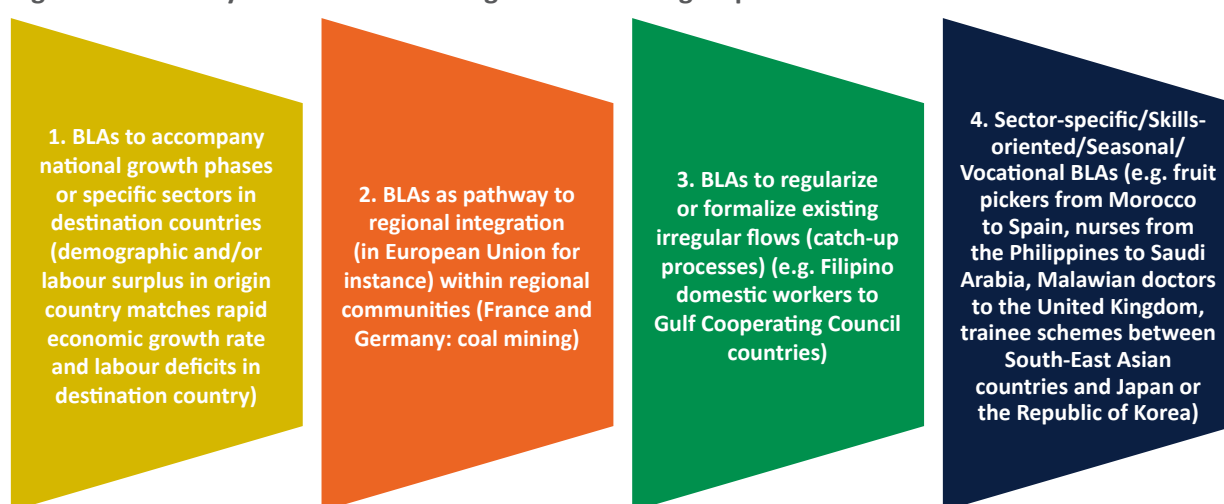 1. BLAs to accompany
national growth phases
or specific sectors in
destination countries
(demographic and/or
labour surplus in origin
country matches rapid
economic growth rate
and labour deficits in
destination country)
2. BLAs as pathway to
regional integration
(in European Union for
instance) within regional
communities (France and
Germany: coal mining)
3. BLAs to regularize
or formalize existing
irregular flows (catch-up
processes) (e.g. Filipino
domestic workers to
Gulf Cooperating Council
countries)
4. Sector-specific/Skills-
oriented/Seasonal/
Vocational BLAs (e.g. fruit
pickers from Morocco
to Spain, nurses from
the Philippines to Saudi
Arabia, Malawian doctors
to the United Kingdom,
trainee schemes between
South-East Asian
countries and Japan or
the Republic of Korea)